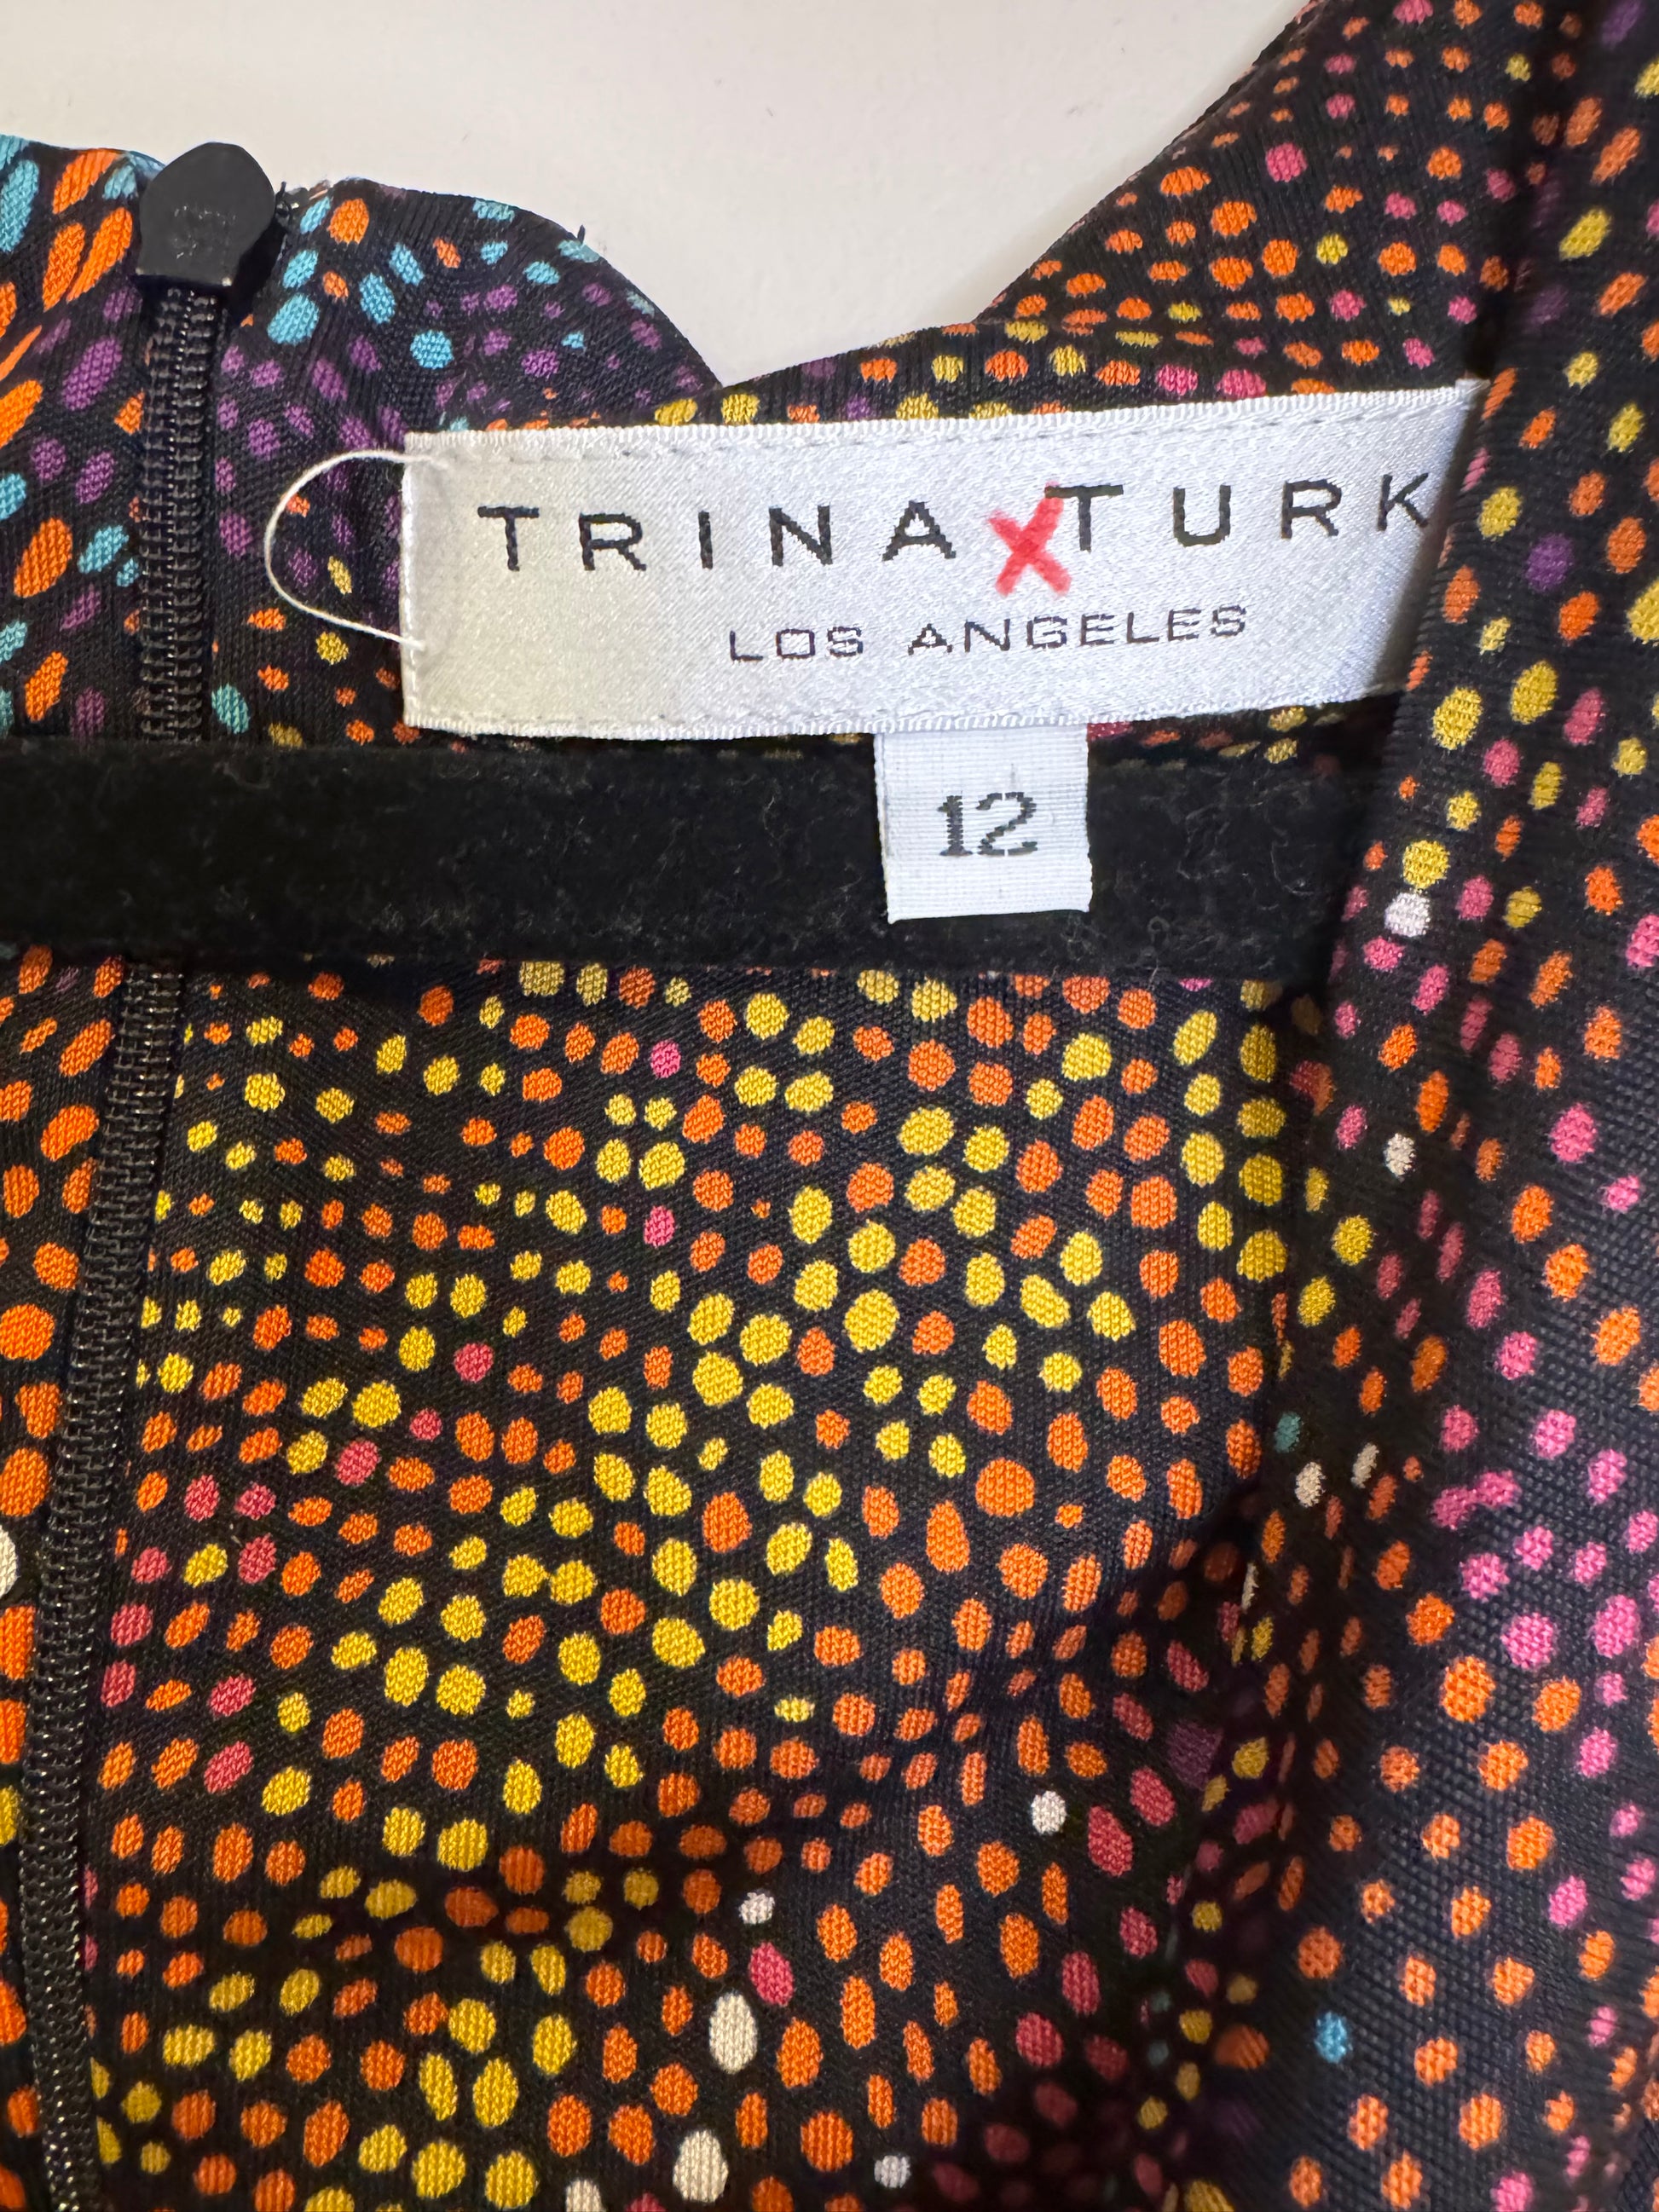 TRINA TURK
LOS ANGELES
12